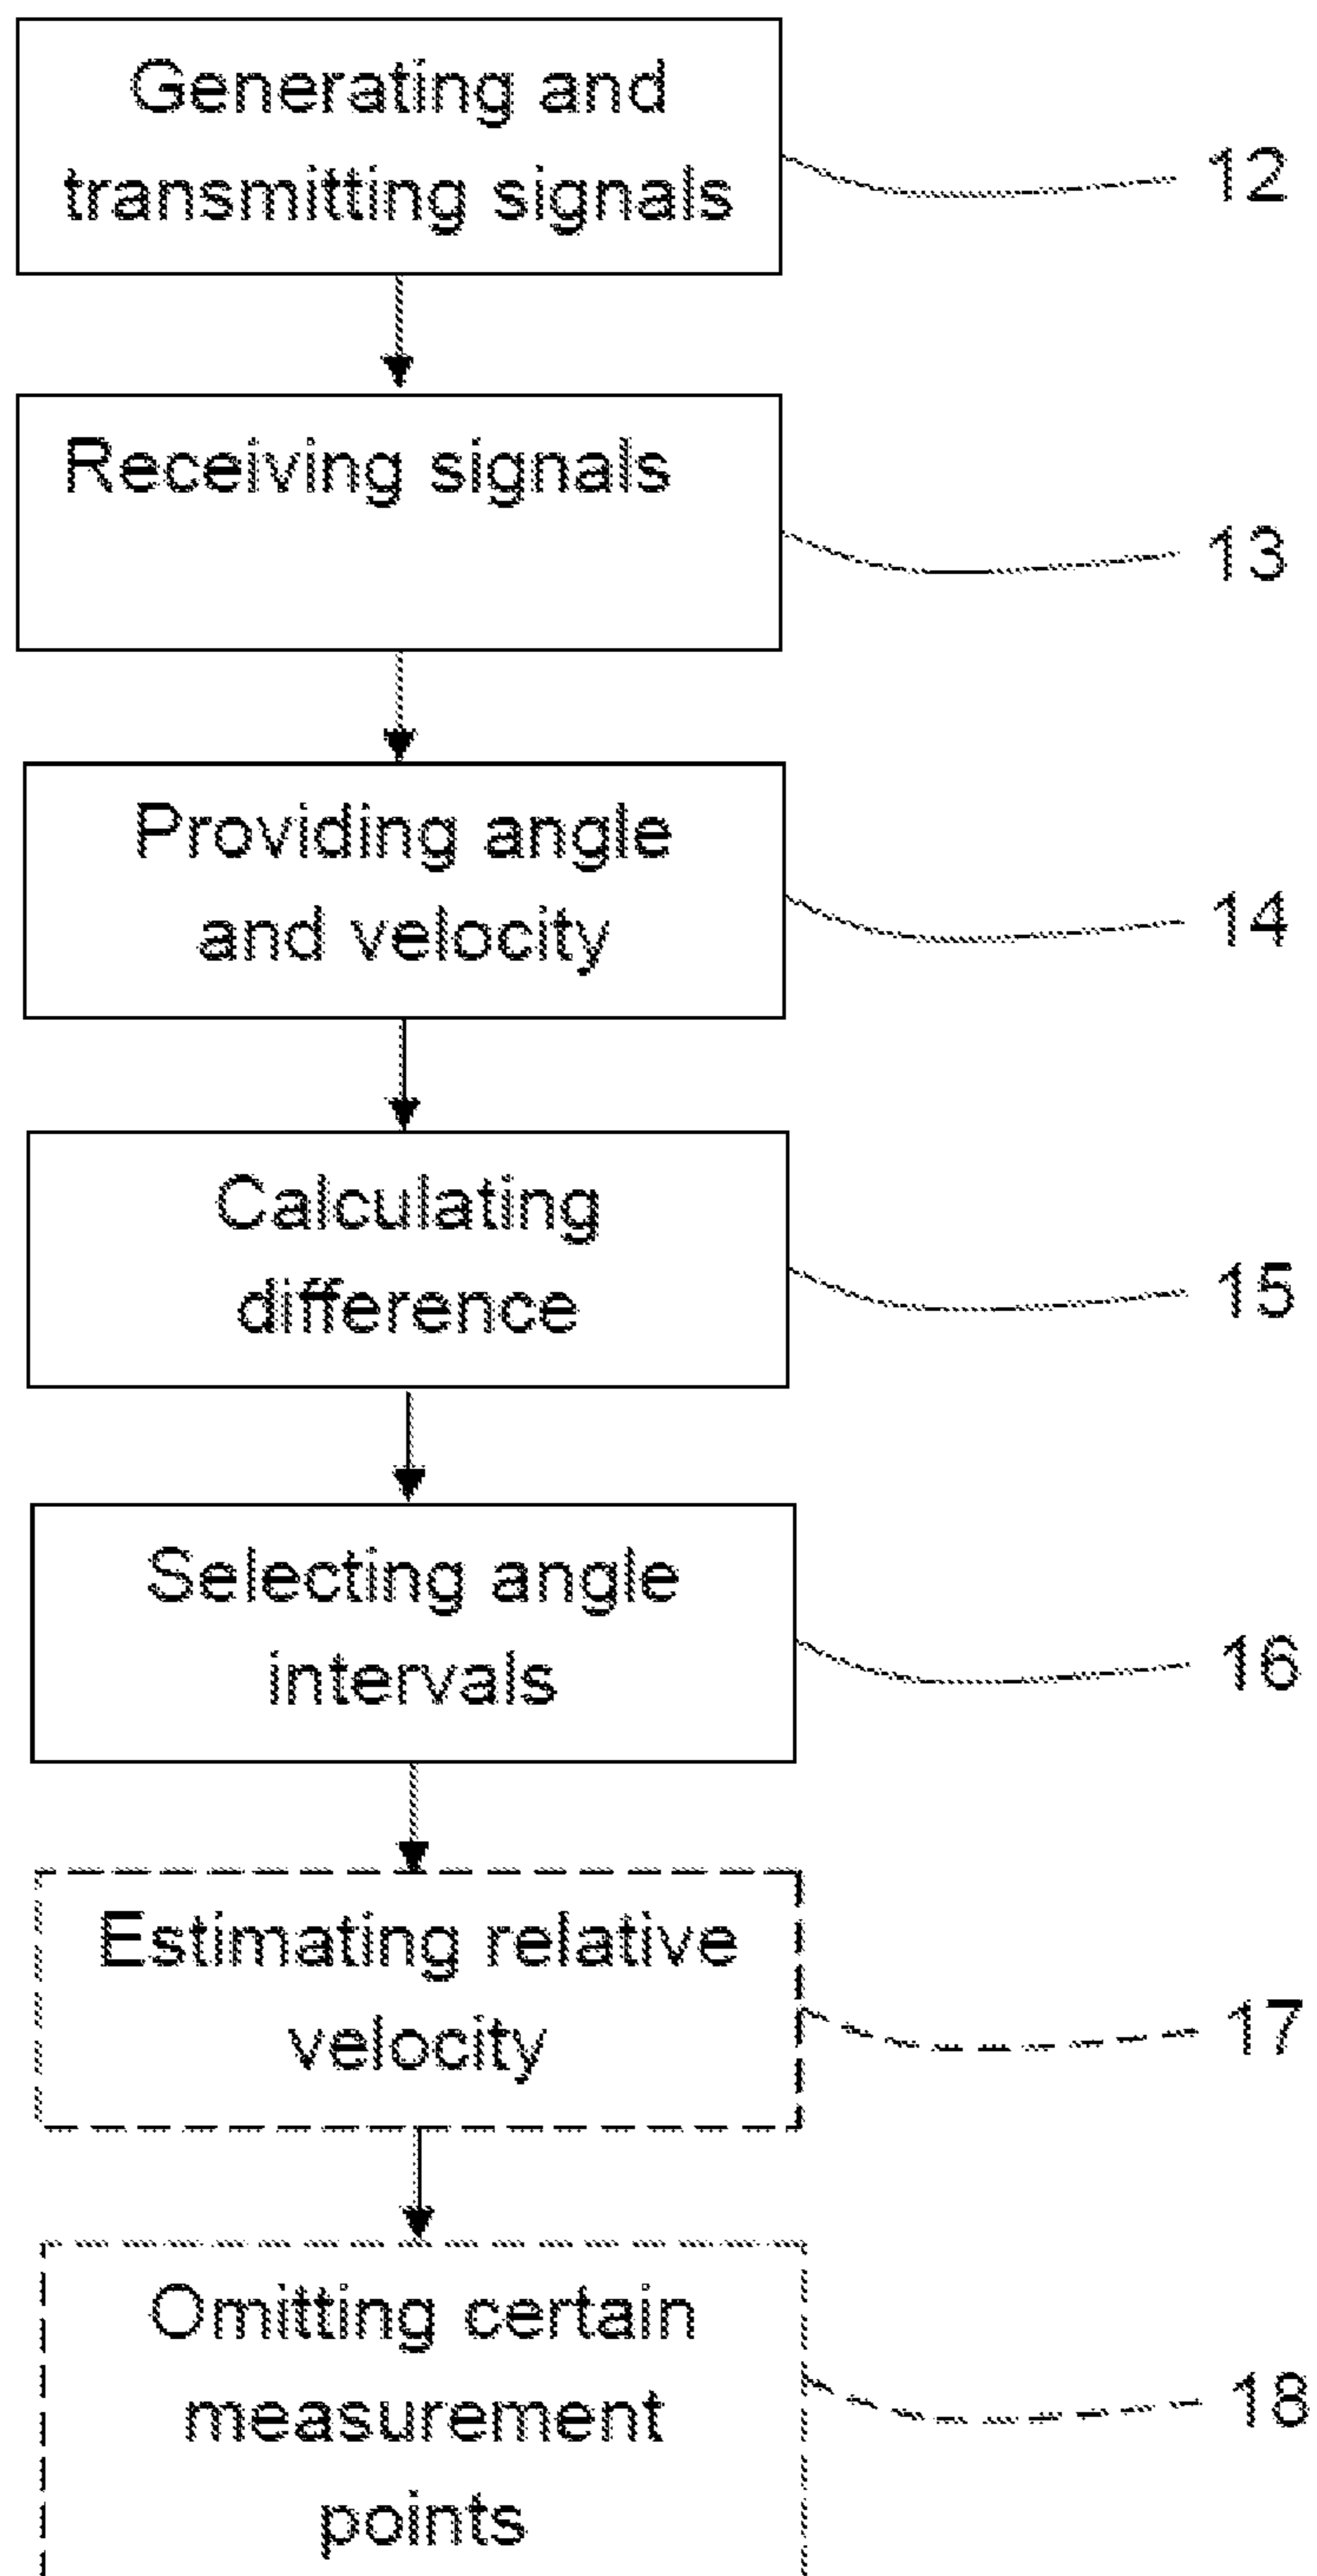 Generating and
transmitting signals
12
Receiving signals
13
Providing angle
and velocity
14
Calculating
difference
15
Selecting angle
intervals
16
Estimating relative
velocity
17
Omitting certain
measurement
points
18